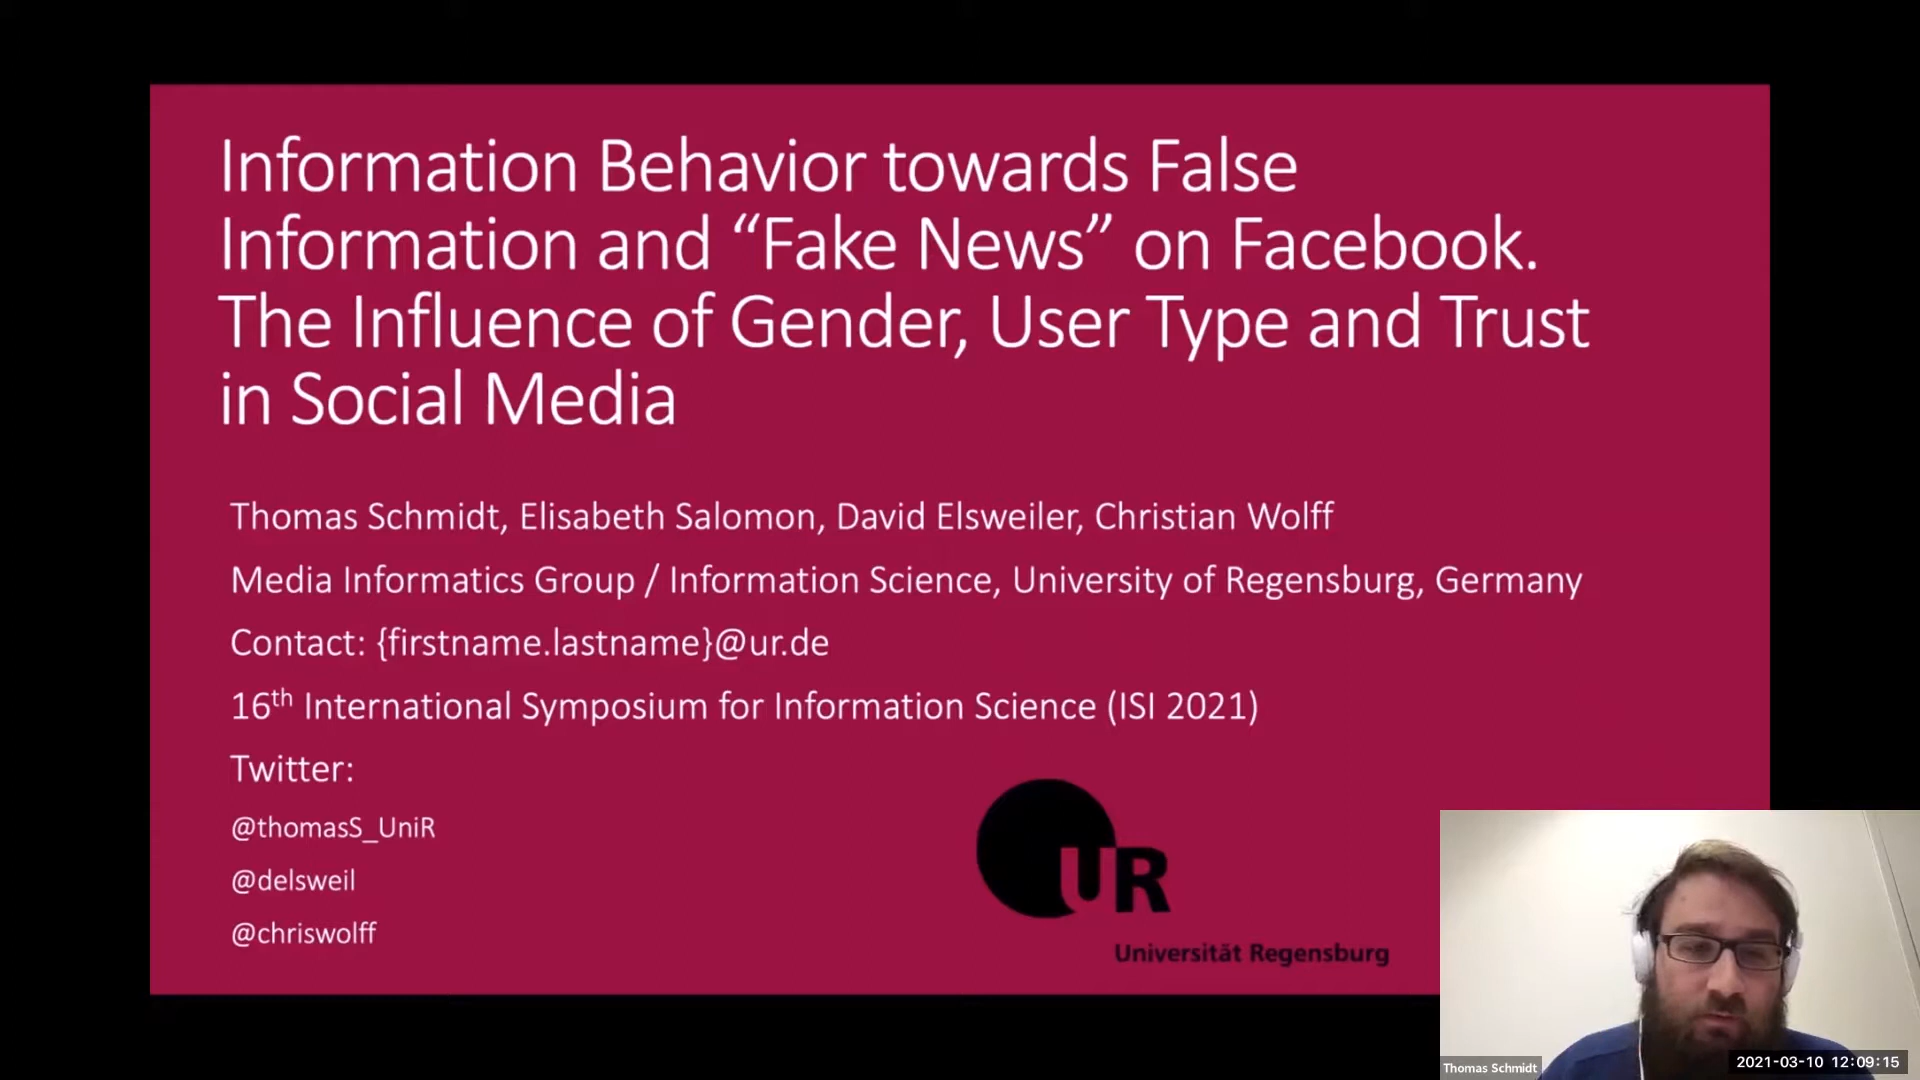 Information Behavior towards False
Information and “Fake News” on Facebook.
The Influence of Gender, User Type and Trust
in Social Media
Thomas Schmidt, Elisabeth Salomon, David Elsweiler, Christian Wolff
Media Informatics Group / Information Science, University of Regensburg, Germany
Contact: {firstname.lastname}@ur.de
16th International Symposium for Information Science (ISI 2021)
Twitter:
@thomasS_UniR
@delsweil
@chriswolff
UR
Universität Regensburg
Thomas Schmidt
2021-03-10 12:09:15